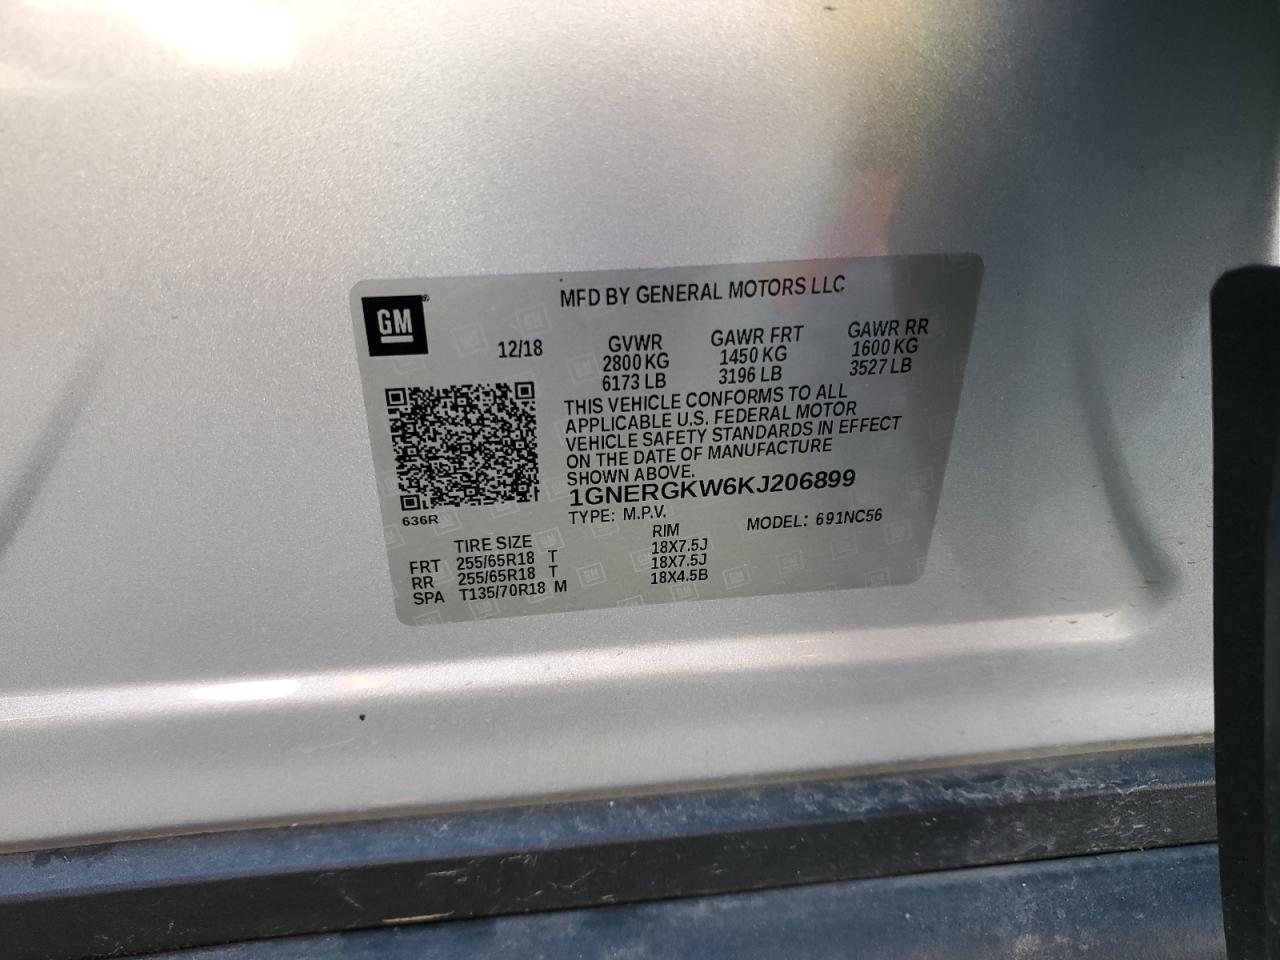 MFD BY GENERAL MOTORS LLC
GM®
12/18
GVWR GAWR FRT GAWR RR
2800 KG 1450 KG 1600 KG
6173 LB 3196 LB 3527 LB
THIS VEHICLE CONFORMS TO ALL
APPLICABLE U.S. FEDERAL MOTOR
VEHICLE SAFETY STANDARDS IN EFFECT
ON THE DATE OF MANUFACTURE
SHOWN ABOVE.
1GNERGKW6KJ206899
636R
TYPE: M.P.V. MODEL: 691NC56
TIRE SIZE RIM
FRT 255/65R18 T 18X7.5J
RR 255/65R18 T 18X7.5J
SPA T135/70R18 M 18X4.5B